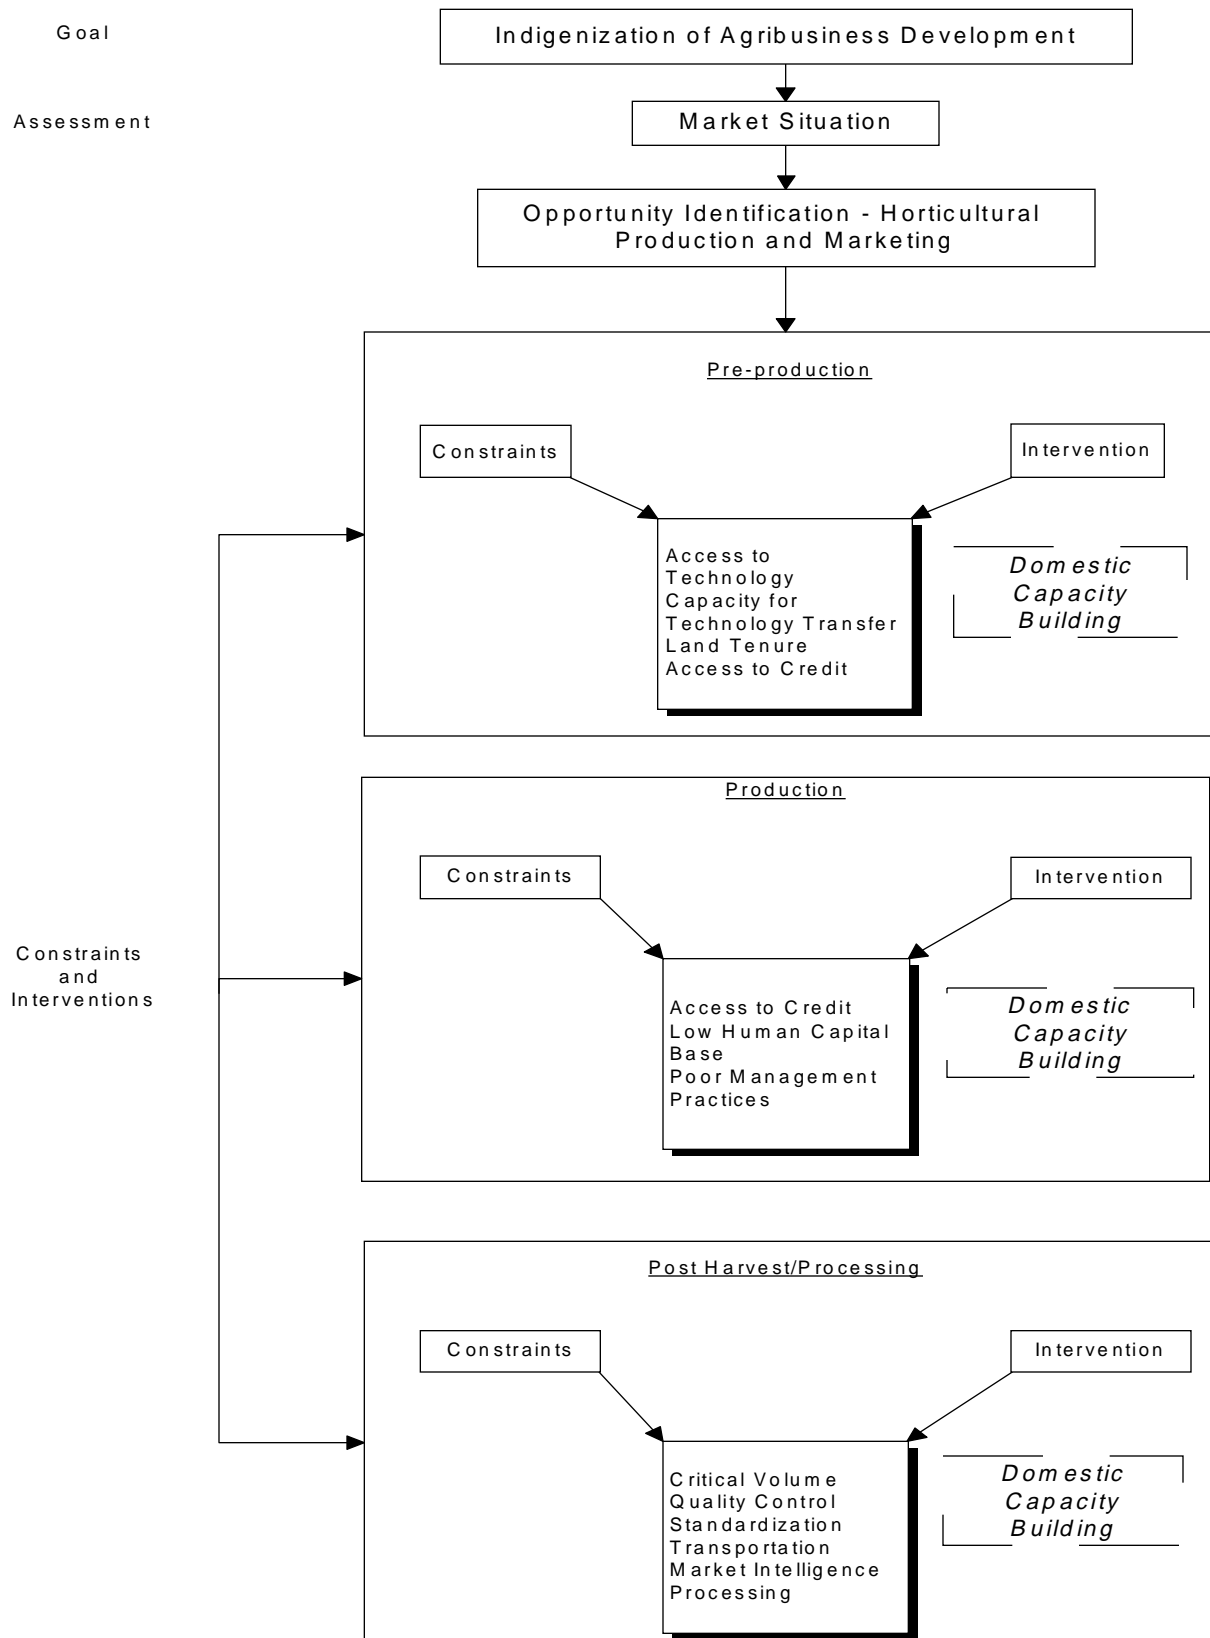 Goal
Indigenization of Agribusiness Development
Assessment
Market Situation
Opportunity Identification - Horticultural
Production and Marketing
Pre-production
Constraints
Intervention
Access to
Technology
Capacity for
Technology Transfer
Land Tenure
Access to Credit
Domestic
Capacity
Building
Constraints
and
Interventions
Production
Constraints
Intervention
Access to Credit
Low Human Capital
Base
Poor Management
Practices
Domestic
Capacity
Building
Post Harvest/Processing
Constraints
Intervention
Critical Volume
Quality Control
Standardization
Transportation
Market Intelligence
Processing
Domestic
Capacity
Building